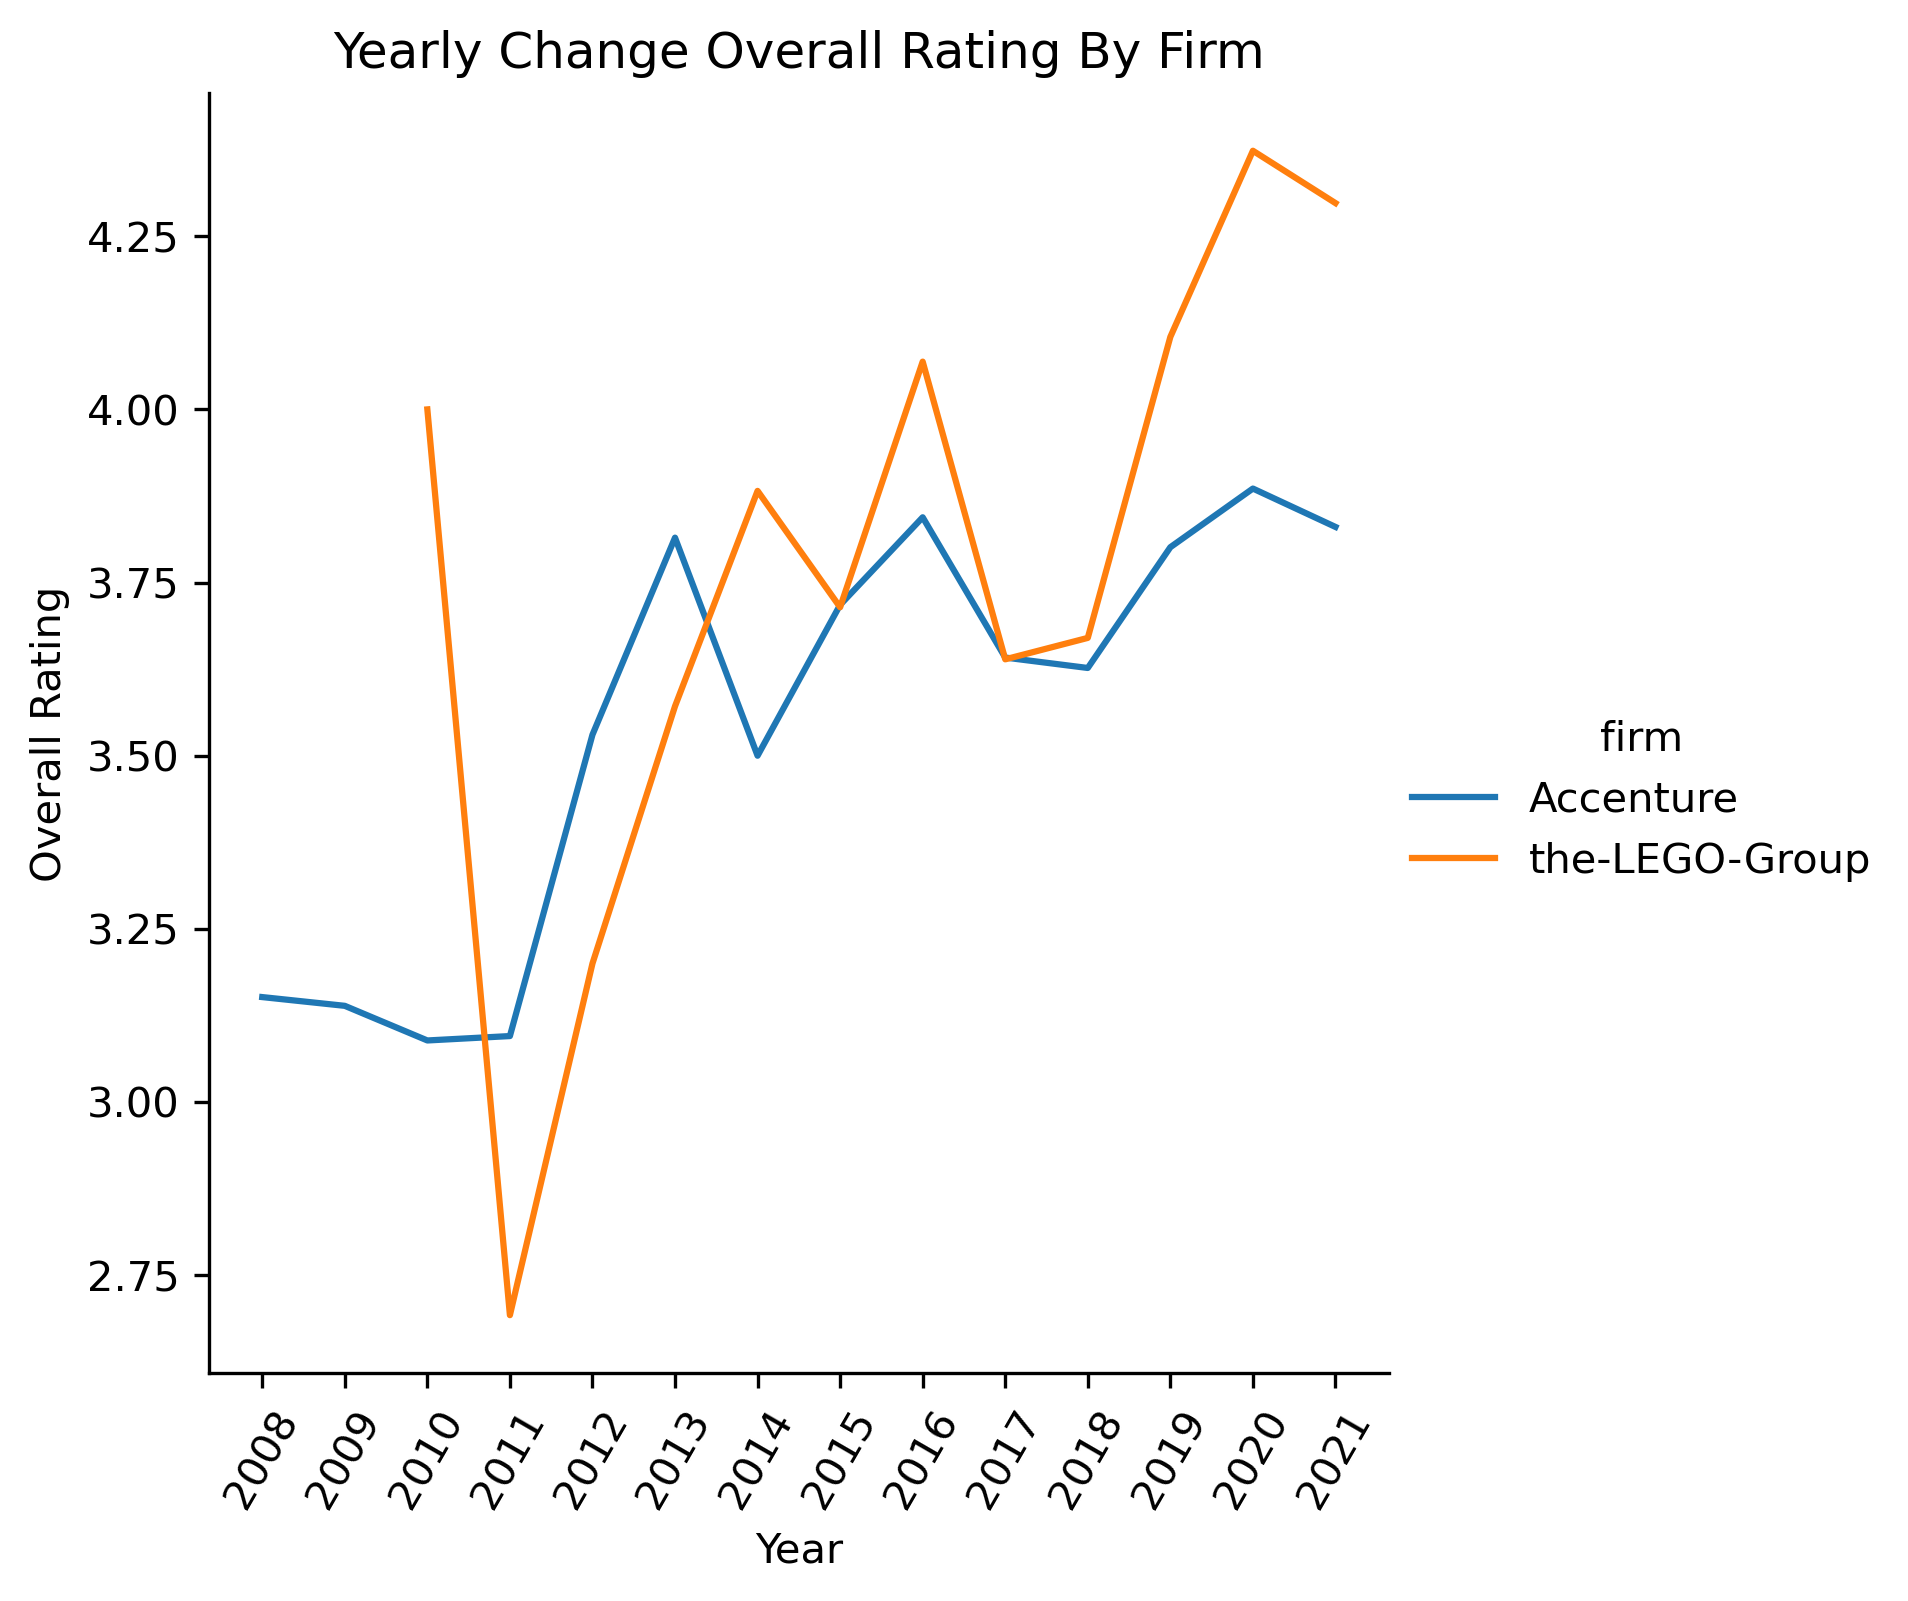 Yearly Change Overall Rating By Firm
Overall Rating
4.25
4.00
3.75
3.50
3.25
3.00
2.75
firm
Accenture
the-LEGO-Group
2008 2009 2010 2011 2012 2013 2014 2015 2016 2017 2018 2019 2020 2021
Year